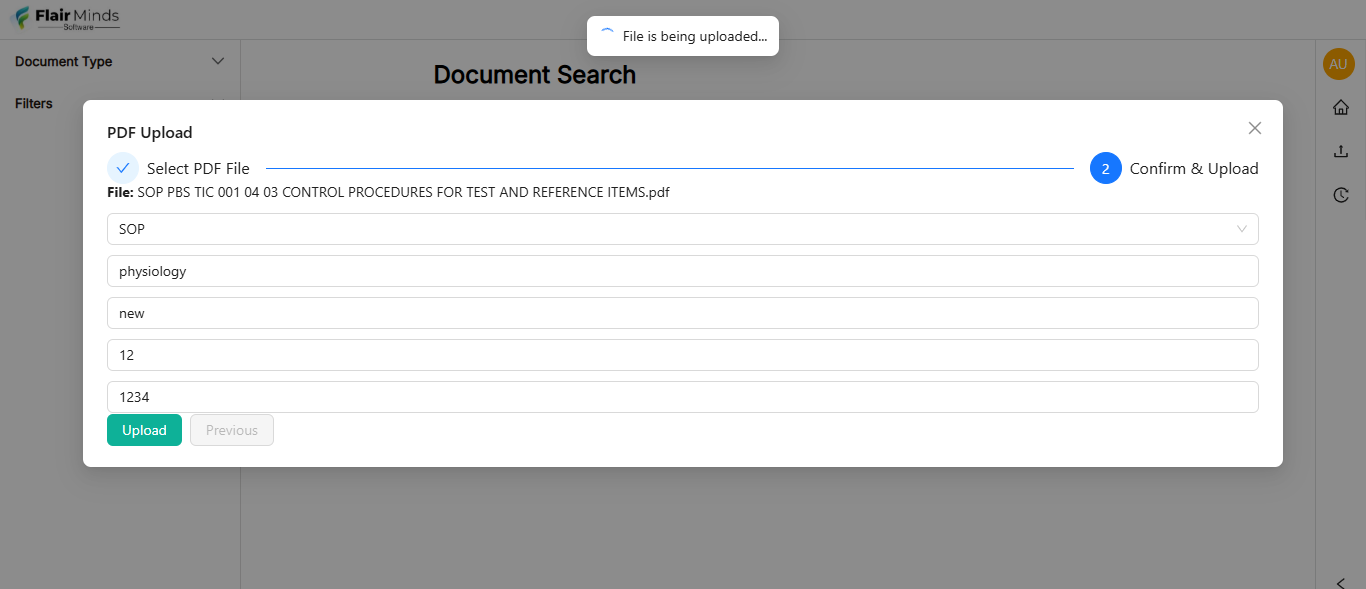 Flair Minds
Software
File is being uploaded...
Document Type
Document Search
AU
Filters
PDF Upload
Select PDF File
2 Confirm & Upload
File: SOP PBS TIC 001 04 03 CONTROL PROCEDURES FOR TEST AND REFERENCE ITEMS.pdf
SOP
physiology
new
12
1234
Upload Previous